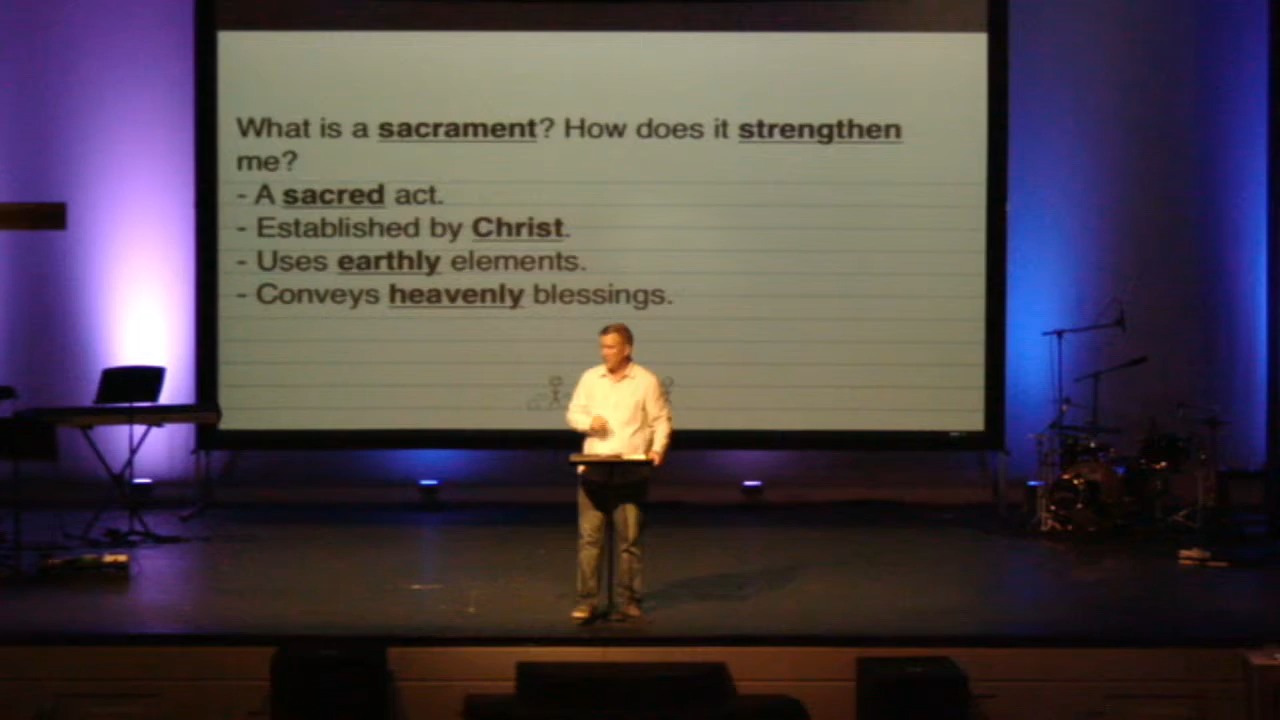 What is a sacrament? How does it strengthen
me?
- A sacred act.
- Established by Christ.
- Uses earthly elements.
- Conveys heavenly blessings.